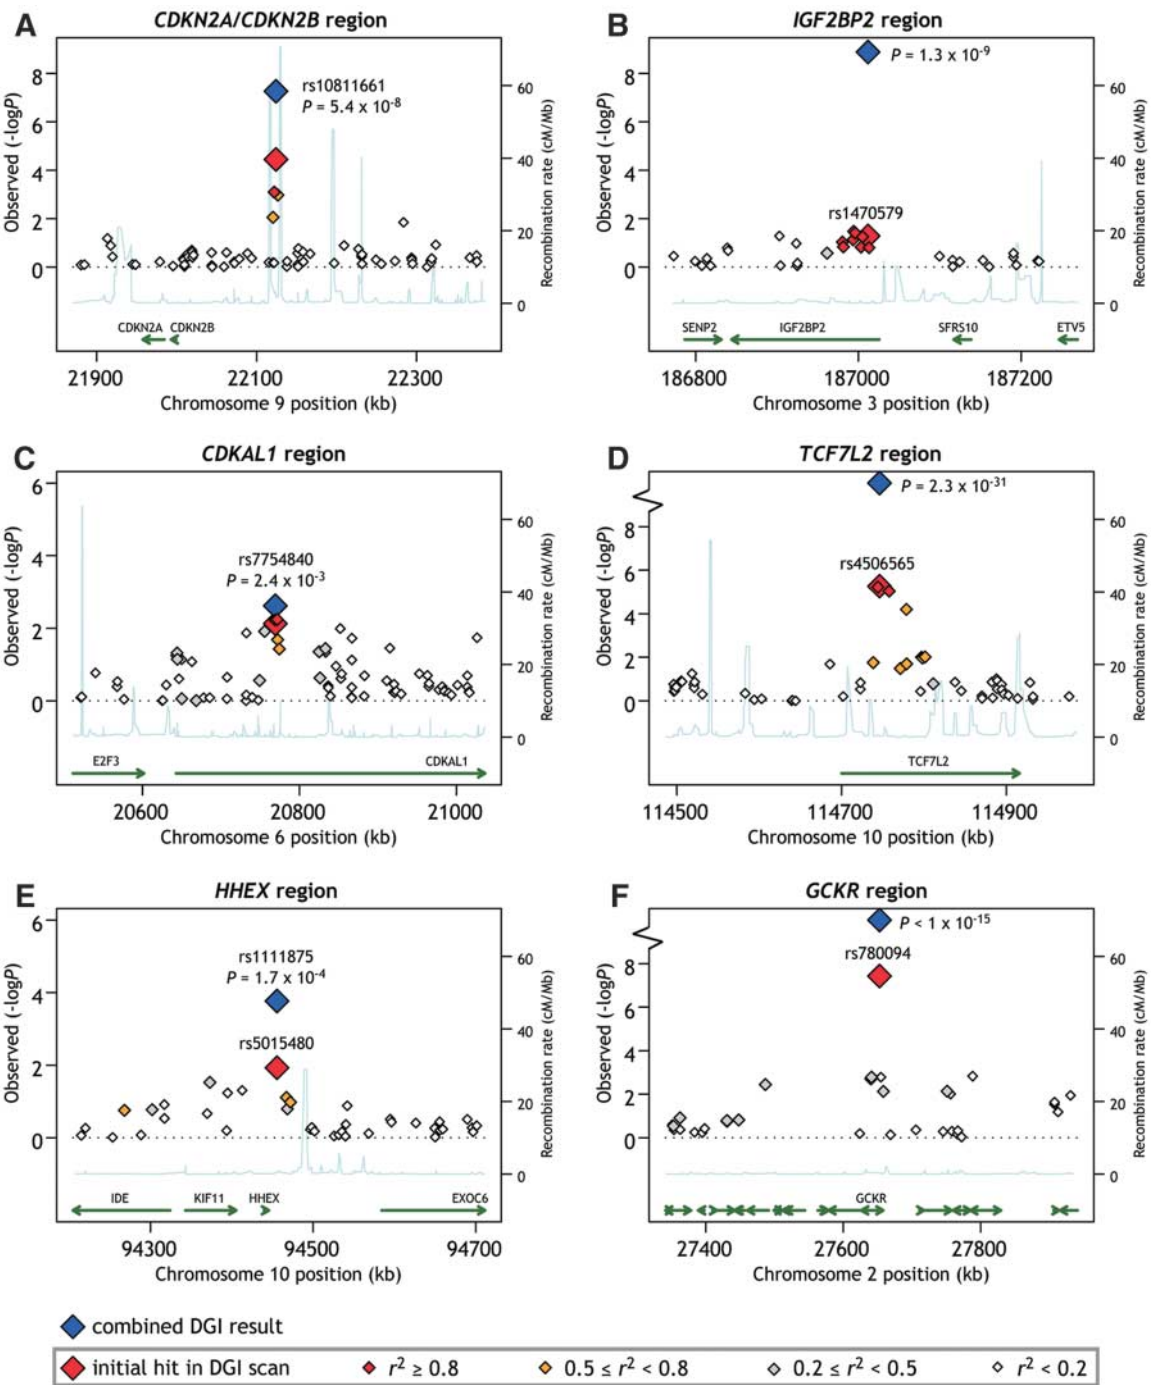 A
CDKN2A/CDKN2B region
Observed (-logP)
8
6
4
2
0
rs10811661
P = 5.4 x 10-8
60
40
20
0
Recombination rate (cM/Mb)
CDKN2A CDKN2B
21900 22100 22300
Chromosome 9 position (kb)
B
IGF2BP2 region
Observed (-logP)
8
6
4
2
0
P = 1.3 x 10-9
rs1470579
60
40
20
0
Recombination rate (cM/Mb)
SENP2 IGF2BP2 SFRS10 ETV5
186800 187000 187200
Chromosome 3 position (kb)
C
CDKAL1 region
Observed (-logP)
6
4
2
0
rs7754840
P = 2.4 x 10-3
60
40
20
0
Recombination rate (cM/Mb)
E2F3 CDKAL1
20600 20800 21000
Chromosome 6 position (kb)
D
TCF7L2 region
Observed (-logP)
8
6
4
2
0
P = 2.3 x 10-31
rs4506565
60
40
20
0
Recombination rate (cM/Mb)
TCF7L2
114500 114700 114900
Chromosome 10 position (kb)
E
HHEX region
Observed (-logP)
6
4
2
0
rs1111875
P = 1.7 x 10-4
rs5015480
60
40
20
0
Recombination rate (cM/Mb)
IDE KIF11 HHEX EXOC6
94300 94500 94700
Chromosome 10 position (kb)
F
GCKR region
Observed (-logP)
8
6
4
2
0
P < 1 x 10-15
rs780094
60
40
20
0
Recombination rate (cM/Mb)
GCKR
27400 27600 27800
Chromosome 2 position (kb)
combined DGI result
initial hit in DGI scan r2 ≥ 0.8 0.5 ≤ r2 < 0.8 0.2 ≤ r2 < 0.5 r2 < 0.2